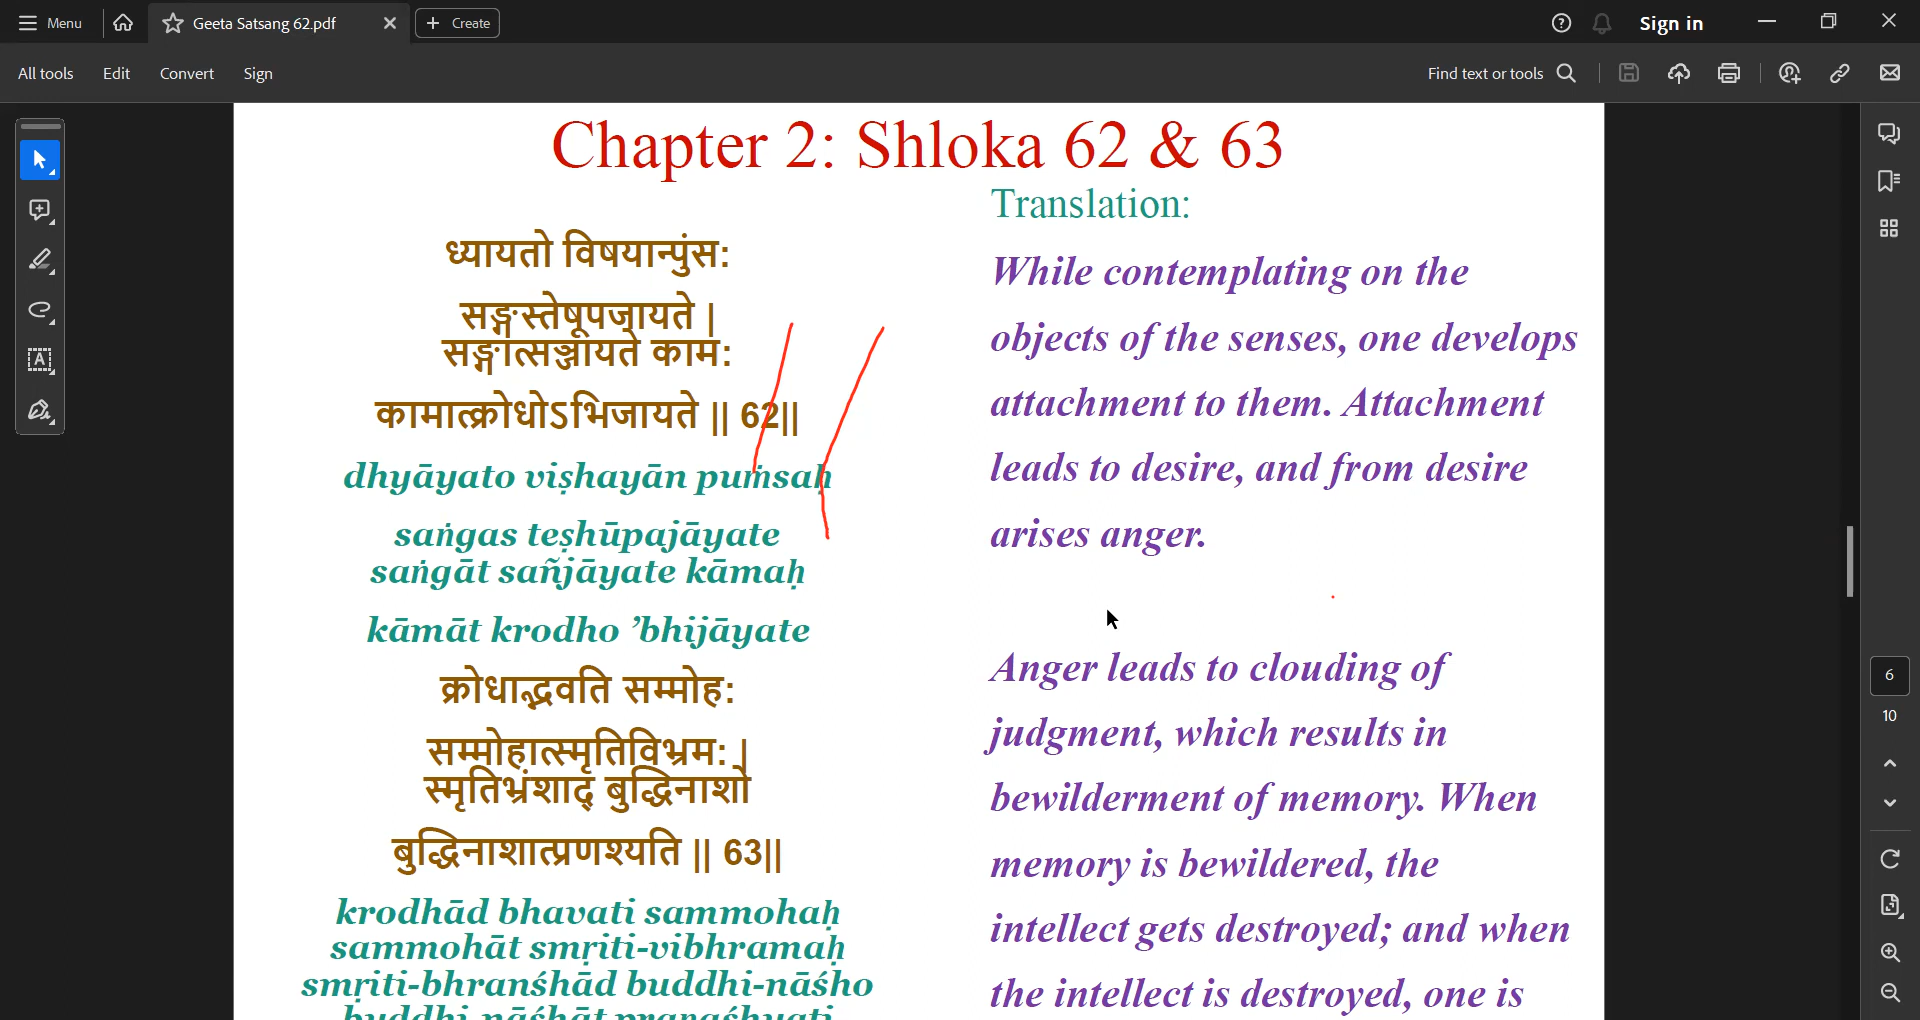 Menu
Geeta Satsang 62.pdf
Create
Sign in
All tools
Edit
Convert
Sign
Find text or tools
Chapter 2: Shloka 62 & 63
ध्यायतो विषयान्पुंस:
सङ्गस्तेषूपजायते |
सङ्गात्सञ्जायते काम:
कामात्क्रोधोऽभिजायते || 62||
dhyāyato viṣhayān puṁsaḥ
saṅgas teṣhūpajāyate
saṅgāt sañjāyate kāmaḥ
kāmāt krodho ’bhijāyate
क्रोधाद्भवति सम्मोह:
सम्मोहात्स्मृतिविभ्रम: |
स्मृतिभ्रंशाद् बुद्धिनाशो
बुद्धिनाशात्प्रणश्यति || 63||
krodhād bhavati sammohaḥ
sammohāt smṛiti-vibhramaḥ
smṛiti-bhranśhād buddhi-nāśho
buddhi-nāśhāt praṇaśhyati
Translation:
While contemplating on the
objects of the senses, one develops
attachment to them. Attachment
leads to desire, and from desire
arises anger.
Anger leads to clouding of
judgment, which results in
bewilderment of memory. When
memory is bewildered, the
intellect gets destroyed; and when
the intellect is destroyed, one is
6
10